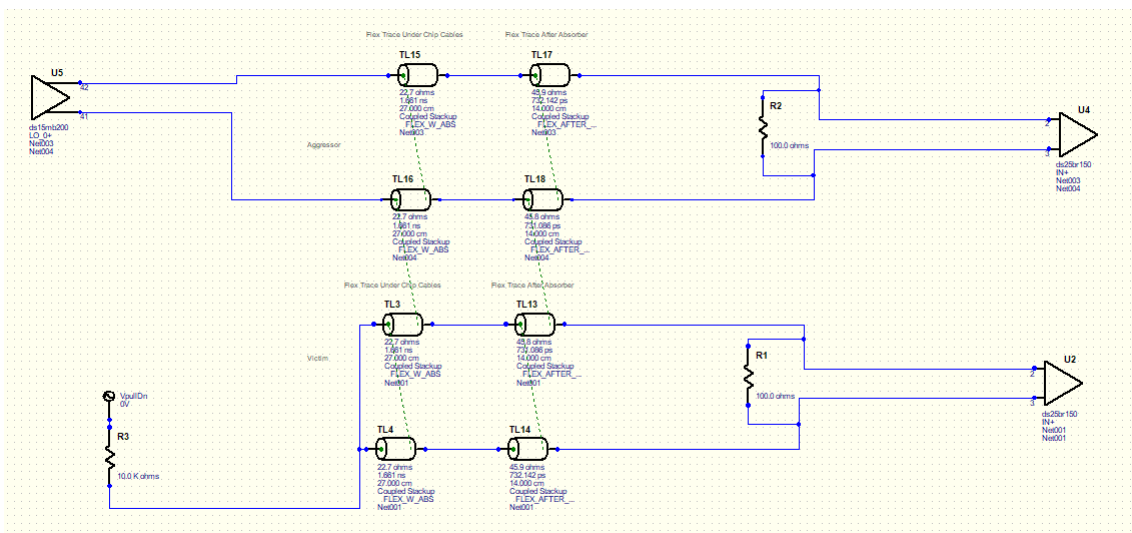 Flex Trace Under Chip Cables
Flex Trace After Absorber
TL15
TL17
U5
42
41
ds15mb200
LO_0+
Net003
Net004
22.7 ohms
1.661 ns
27.000 cm
Coupled Stackup
FLEX_W_ABS
Net003
45.9 ohms
732.142 ps
14.000 cm
Coupled Stackup
FLEX_AFTER_...
Net003
R2
100.0 ohms
U4
2
3
ds25br150
IN+
Net003
Net004
Aggressor
TL16
TL18
22.7 ohms
1.661 ns
27.000 cm
Coupled Stackup
FLEX_W_ABS
Net004
45.8 ohms
731.086 ps
14.000 cm
Coupled Stackup
FLEX_AFTER_...
Net004
Flex Trace Under Chip Cables
Flex Trace After Absorber
TL3
TL13
22.7 ohms
1.661 ns
27.000 cm
Coupled Stackup
FLEX_W_ABS
Net001
45.8 ohms
731.086 ps
14.000 cm
Coupled Stackup
FLEX_AFTER_...
Net001
Victim
R1
100.0 ohms
U2
2
3
ds25br150
IN+
Net001
Net001
VpullDn
0V
R3
10.0 K ohms
TL4
TL14
22.7 ohms
1.661 ns
27.000 cm
Coupled Stackup
FLEX_W_ABS
Net001
45.9 ohms
732.142 ps
14.000 cm
Coupled Stackup
FLEX_AFTER_...
Net001